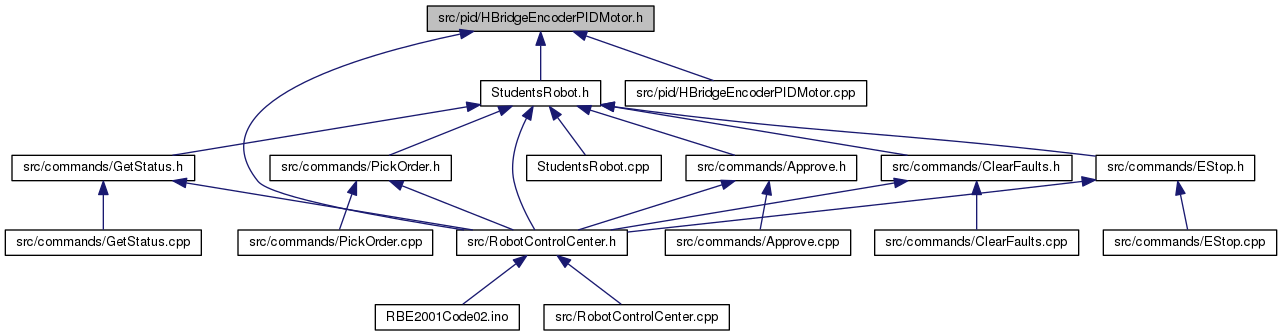 src/pid/HBridgeEncoderPIDMotor.h
StudentsRobot.h
src/pid/HBridgeEncoderPIDMotor.cpp
src/commands/GetStatus.h
src/commands/PickOrder.h
StudentsRobot.cpp
src/commands/Approve.h
src/commands/ClearFaults.h
src/commands/EStop.h
src/commands/GetStatus.cpp
src/commands/PickOrder.cpp
src/RobotControlCenter.h
src/commands/Approve.cpp
src/commands/ClearFaults.cpp
src/commands/EStop.cpp
RBE2001Code02.ino
src/RobotControlCenter.cpp